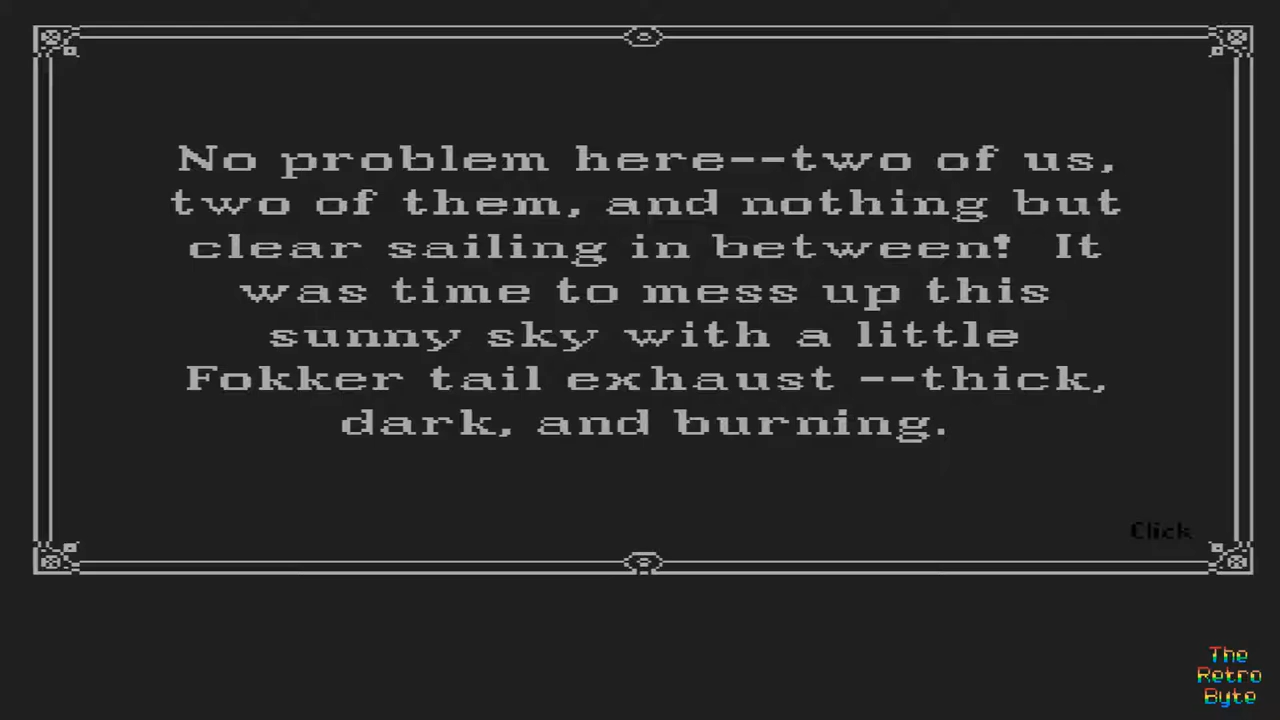 No problem here--two of us,
two of them, and nothing but
clear sailing in between! It
was time to mess up this
sunny sky with a little
Fokker tail exhaust --thick,
dark, and burning.
Click
The
Retro
Byte